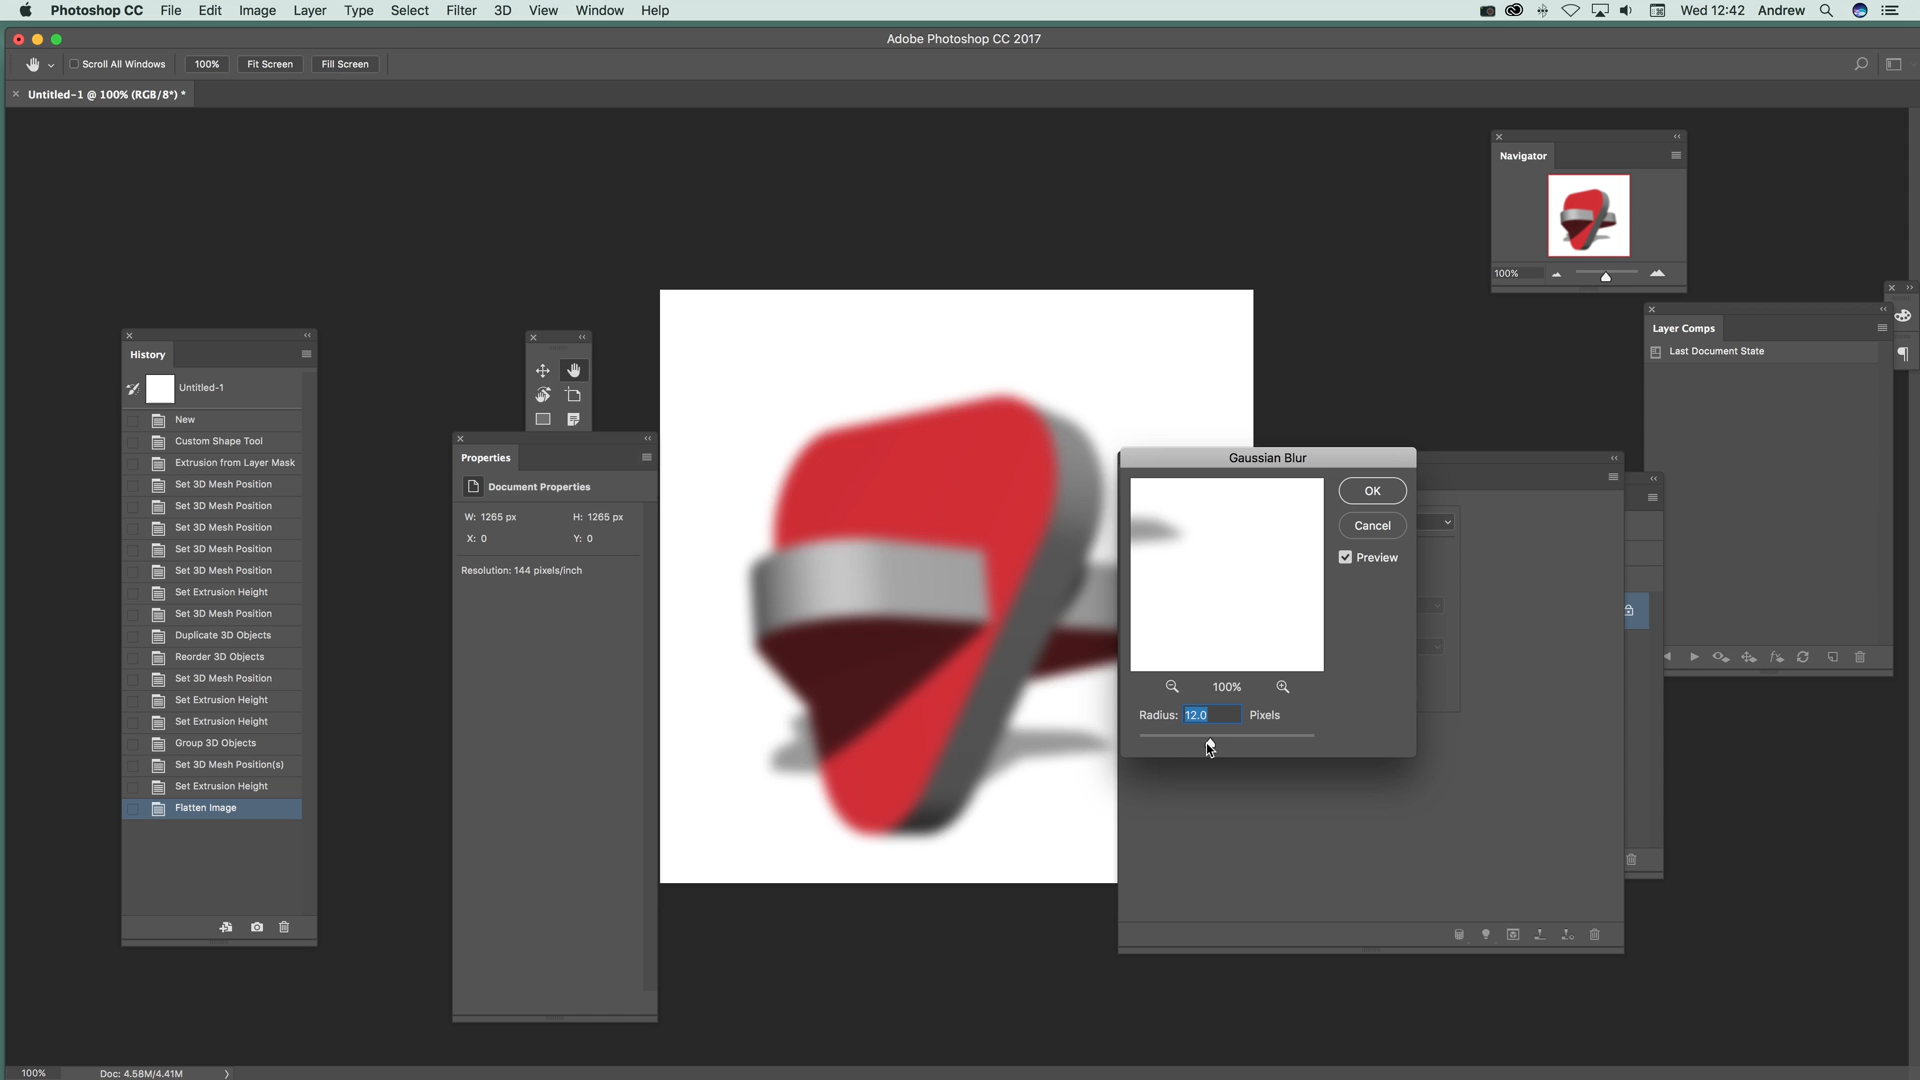 Photoshop CC File Edit Image Layer Type Select Filter 3D View Window Help Wed 12:42 Andrew
Adobe Photoshop CC 2017
Scroll All Windows 100% Fit Screen Fill Screen
Untitled-1 @ 100% (RGB/8*) *
Navigator
100%
Layer Comps
Last Document State
History
Untitled-1
New
Custom Shape Tool
Extrusion from Layer Mask
Set 3D Mesh Position
Set 3D Mesh Position
Set 3D Mesh Position
Set 3D Mesh Position
Set 3D Mesh Position
Set Extrusion Height
Set 3D Mesh Position
Duplicate 3D Objects
Reorder 3D Objects
Set 3D Mesh Position
Set Extrusion Height
Set Extrusion Height
Group 3D Objects
Set 3D Mesh Position(s)
Set Extrusion Height
Flatten Image
Properties
Document Properties
W: 1265 px H: 1265 px
X: 0 Y: 0
Resolution: 144 pixels/inch
Gaussian Blur
OK
Cancel
Preview
100%
Radius: 12.0 Pixels
100% Doc: 4.58M/4.41M